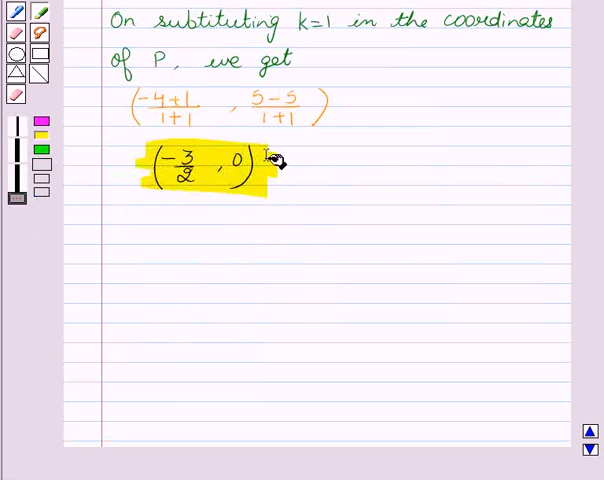 On substituting k=1 in the coordinates
of P, we get
(-4+1/1+1 , 5-5/1+1)
(-3/2 , 0)